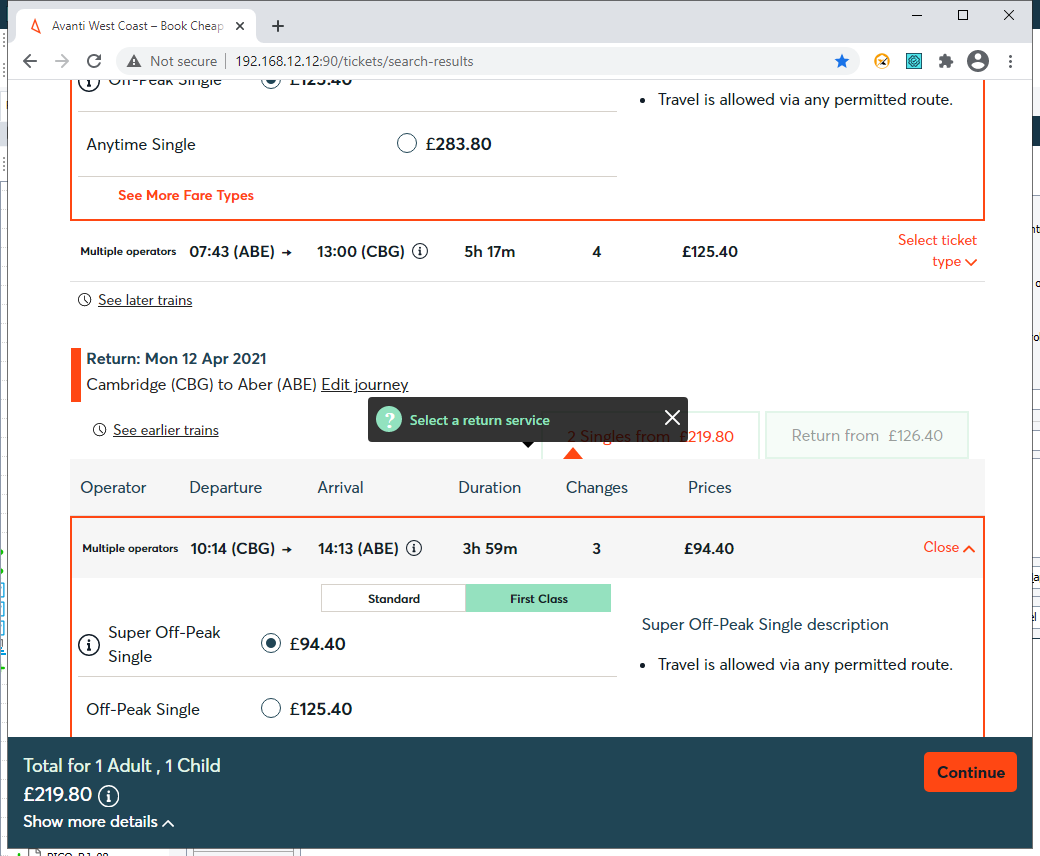 Avanti West Coast – Book Cheap
Not secure
192.168.12.12:90/tickets/search-results
Off-Peak Single £125.40
Travel is allowed via any permitted route.
Anytime Single £283.80
See More Fare Types
Multiple operators 07:43 (ABE) → 13:00 (CBG) 5h 17m 4 £125.40 Select ticket
type
See later trains
Return: Mon 12 Apr 2021
Cambridge (CBG) to Aber (ABE) Edit journey
? Select a return service
See earlier trains
2 Singles from £219.80
Return from £126.40
Operator Departure Arrival Duration Changes Prices
Multiple operators 10:14 (CBG) → 14:13 (ABE) 3h 59m 3 £94.40 Close
Standard First Class
Super Off-Peak
Single
£94.40
Super Off-Peak Single description
Travel is allowed via any permitted route.
Off-Peak Single £125.40
Total for 1 Adult , 1 Child
£219.80
Show more details
Continue